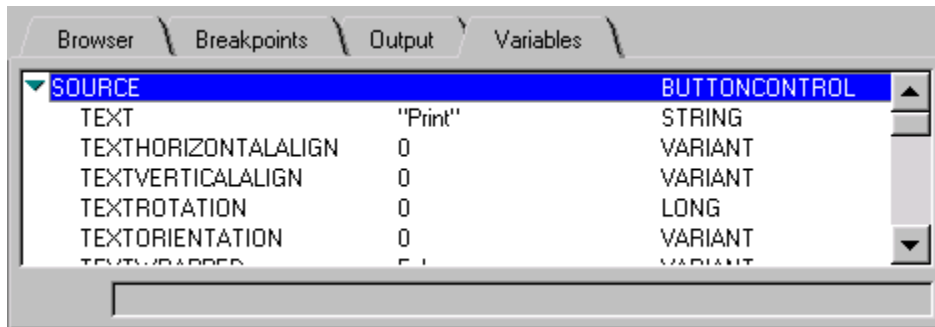 Browser Breakpoints Output Variables
SOURCE BUTTONCONTROL
TEXT "Print" STRING
TEXTHORIZONTALALIGN 0 VARIANT
TEXTVERTICALALIGN 0 VARIANT
TEXTROTATION 0 LONG
TEXTORIENTATION 0 VARIANT